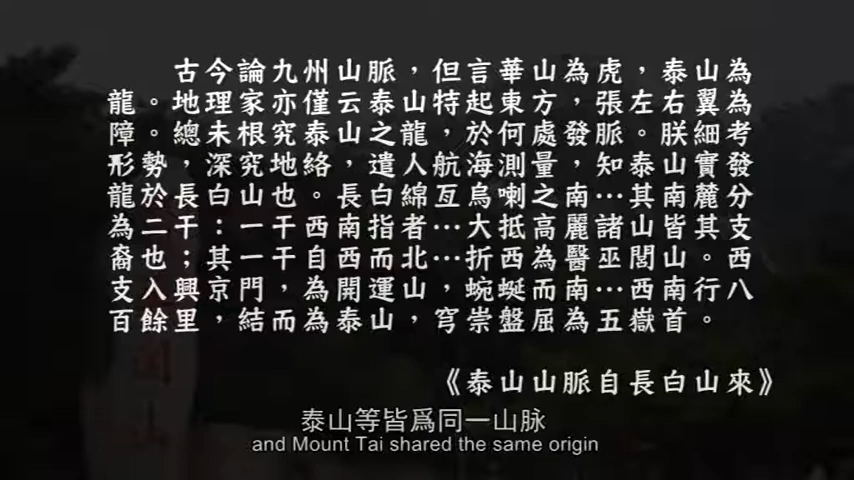 古今論九州山脈，但言華山為虎，泰山為
龍。地理家亦僅云泰山特起東方，張左右翼為
障。總未根究泰山之龍，於何處發脈。朕細考
形勢，深究地絡，遣人航海測量，知泰山實發
龍於長白山也。長白綿亙烏喇之南…其南麓分
為二干：一干西南指者…大抵高麗諸山皆其支
裔也；其一干自西而北…折西為醫巫閭山。西
支入興京門，為開運山，蜿蜒而南…西南行八
百餘里，結而為泰山，穹崇盤屈為五嶽首。
《泰山山脈自長白山來》
泰山等皆爲同一山脉
and Mount Tai shared the same origin